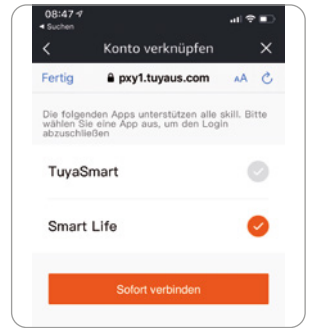 08:47
Suchen
Konto verknüpfen
Fertig pxy1.tuyaus.com AA
Die folgenden Apps unterstützen alle skill. Bitte
wählen Sie eine App aus, um den Login
abzuschließen
TuyaSmart
Smart Life
Sofort verbinden